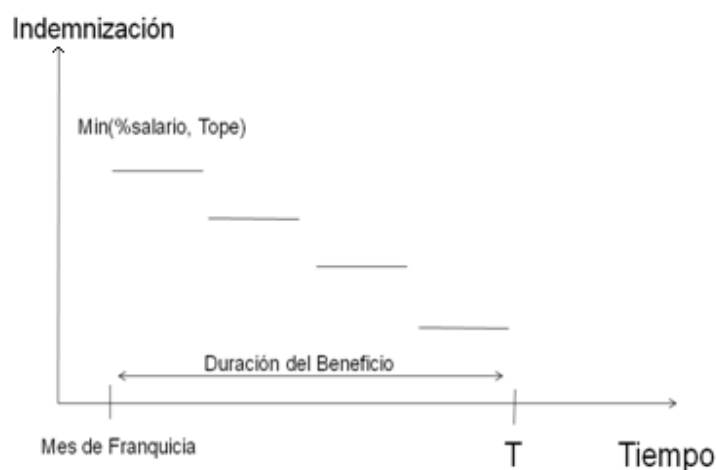 Indemnización
Min(%salario, Tope)
Duración del Beneficio
Mes de Franquicia
T
Tiempo